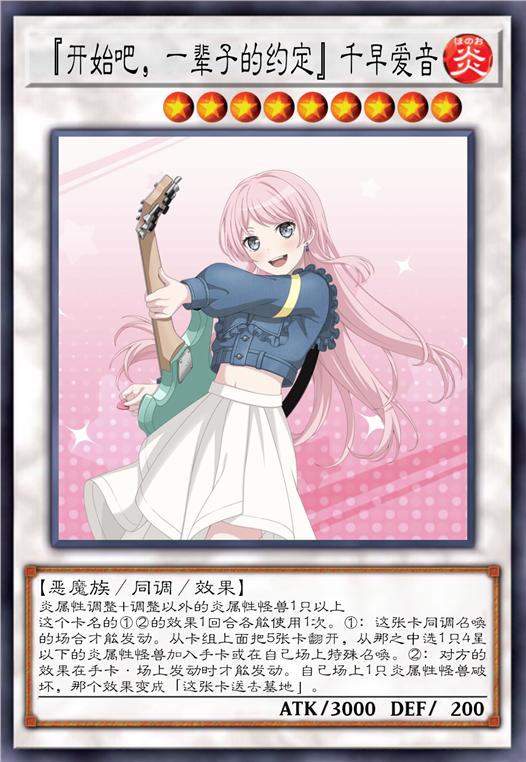 『开始吧，一辈子的约定』千早爱音
ほのお
炎
【恶魔族／同调／效果】
炎属性调整+调整以外的炎属性怪兽1只以上
这个卡名的①②的效果1回合各能使用1次。①：这张卡同调召唤
的场合才能发动。从卡组上面把5张卡翻开，从那之中选1只4星
以下的炎属性怪兽加入手卡或在自己场上特殊召唤。②：对方的
效果在手卡·场上发动时才能发动。自己场上1只炎属性怪兽破
坏，那个效果变成「这张卡送去墓地」。
ATK/3000 DEF/ 200